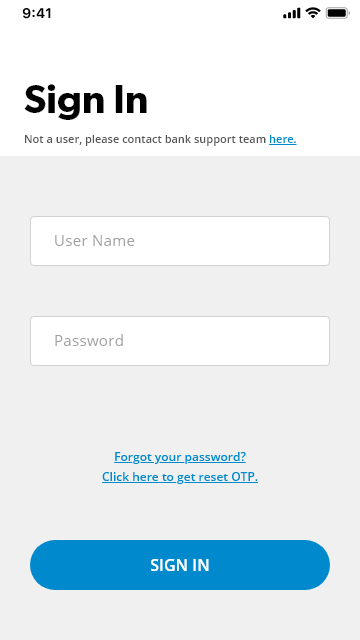 9:41
Sign In
Not a user, please contact bank support team here.
User Name
Password
Forgot your password?
Click here to get reset OTP.
SIGN IN